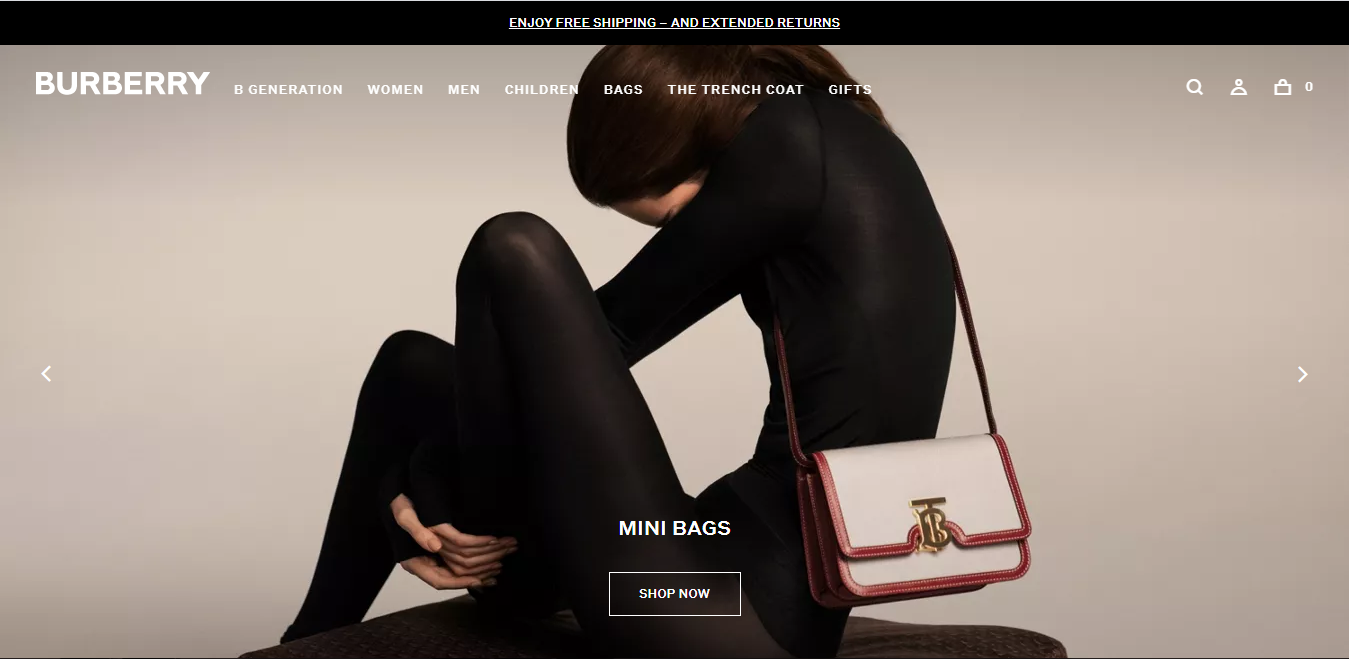 ENJOY FREE SHIPPING – AND EXTENDED RETURNS
BURBERRY B GENERATION WOMEN MEN CHILDREN BAGS THE TRENCH COAT GIFTS 0
MINI BAGS
SHOP NOW